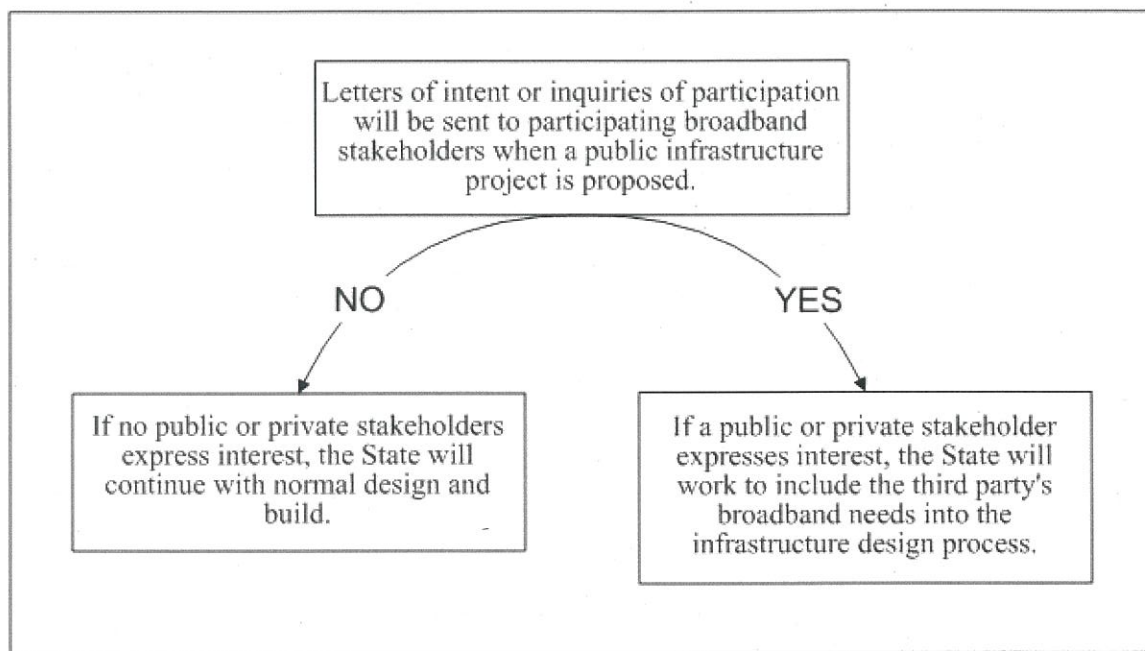 Letters of intent or inquiries of participation
will be sent to participating broadband
stakeholders when a public infrastructure
project is proposed.
NO
YES
If no public or private stakeholders
express interest, the State will
continue with normal design and
build.
If a public or private stakeholder
expresses interest, the State will
work to include the third party's
broadband needs into the
infrastructure design process.